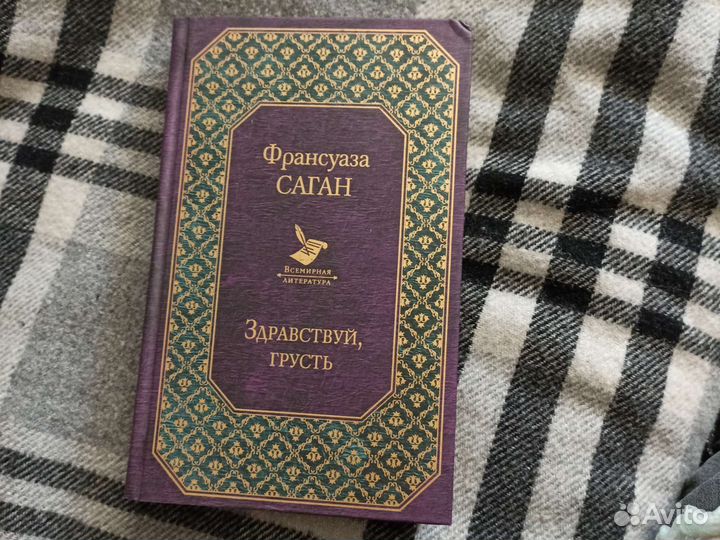 Франсуаза
САГАН
Всемирная
литература
Здравствуй,
грусть
Avito